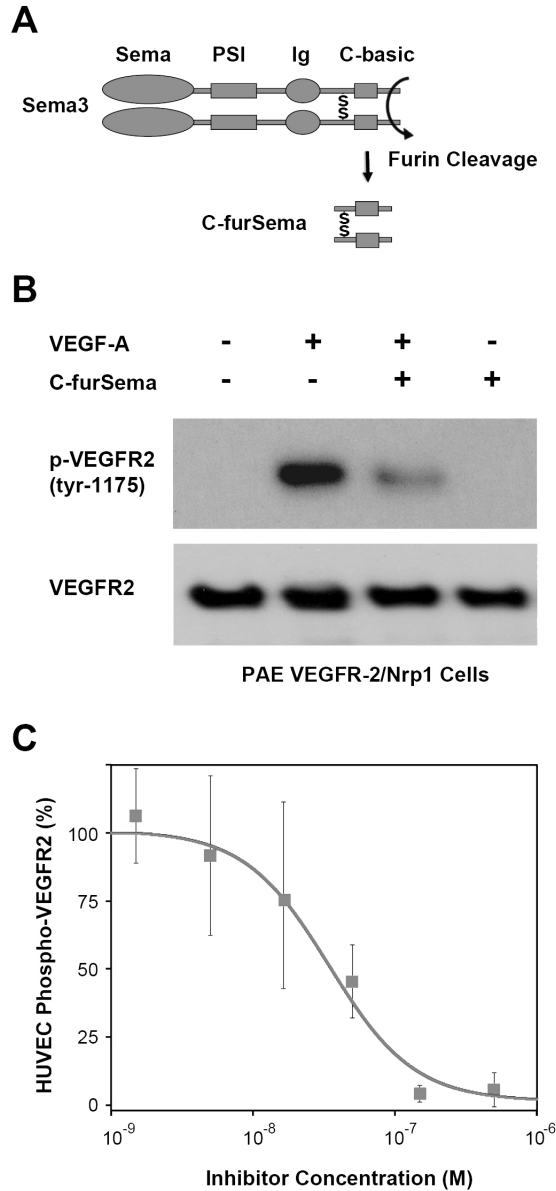 A
Sema PSI Ig C-basic
Sema3
S
S
Furin Cleavage
C-furSema
S
S
B
VEGF-A - + + -
C-furSema - - + +
p-VEGFR2
(tyr-1175)
VEGFR2
PAE VEGFR-2/Nrp1 Cells
C
HUVEC Phospho-VEGFR2 (%)
100
75
50
25
0
10-9 10-8 10-7 10-6
Inhibitor Concentration (M)